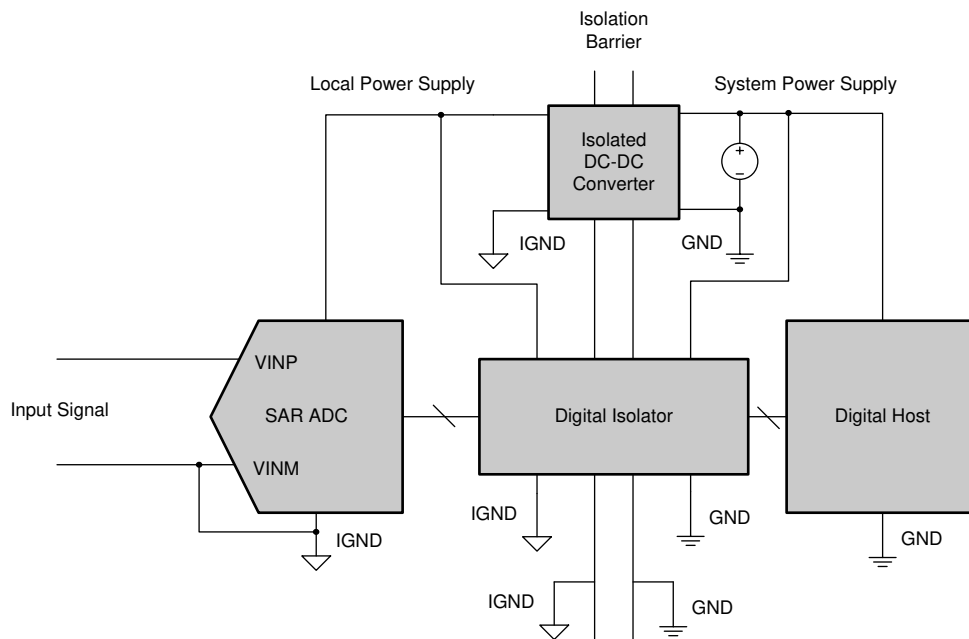 Isolation
Barrier
Local Power Supply
System Power Supply
Isolated
DC-DC
Converter
+
−
IGND
GND
VINP
Input Signal
SAR ADC
Digital Isolator
Digital Host
VINM
IGND
IGND
GND
GND
IGND
GND